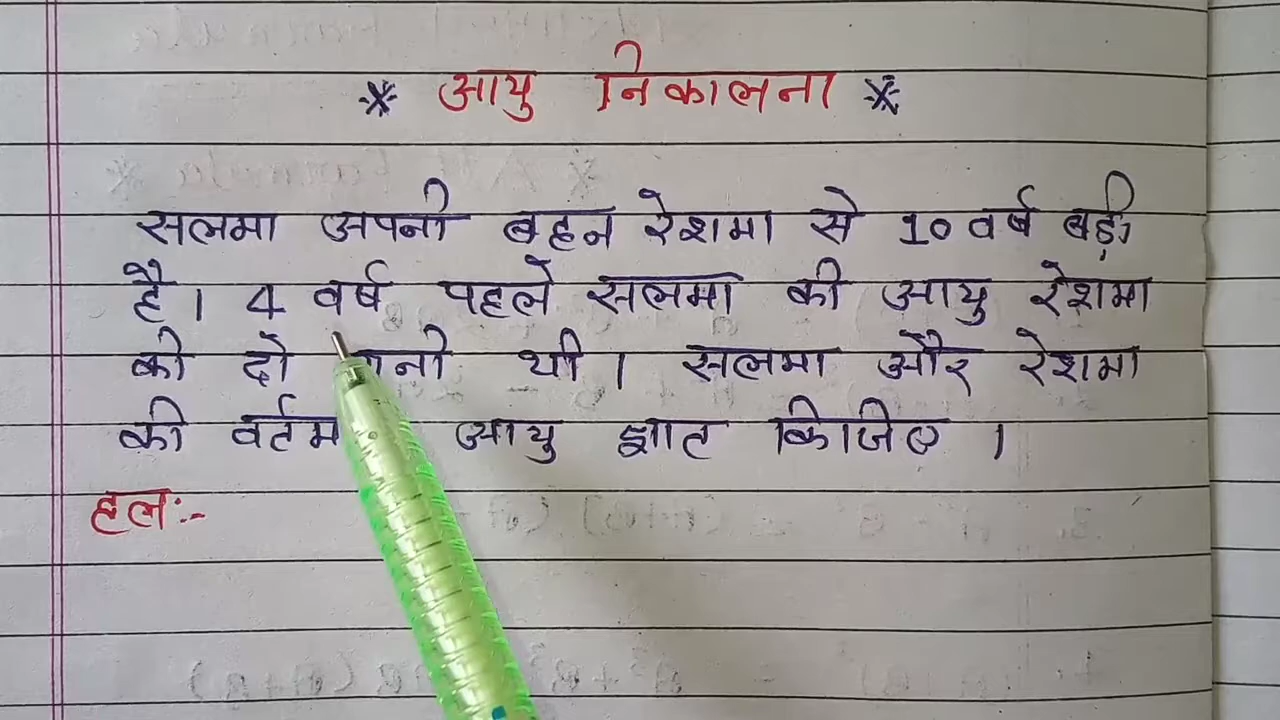 * आयु निकालना *
सलमा अपनी बहन रेशमा से 10 वर्ष बड़ी
है। 4 वर्ष पहले सलमा की आयु रेशमा
की दो थी। सलमा और रेशमा
की आयु ज्ञात किजिए।
हल:-